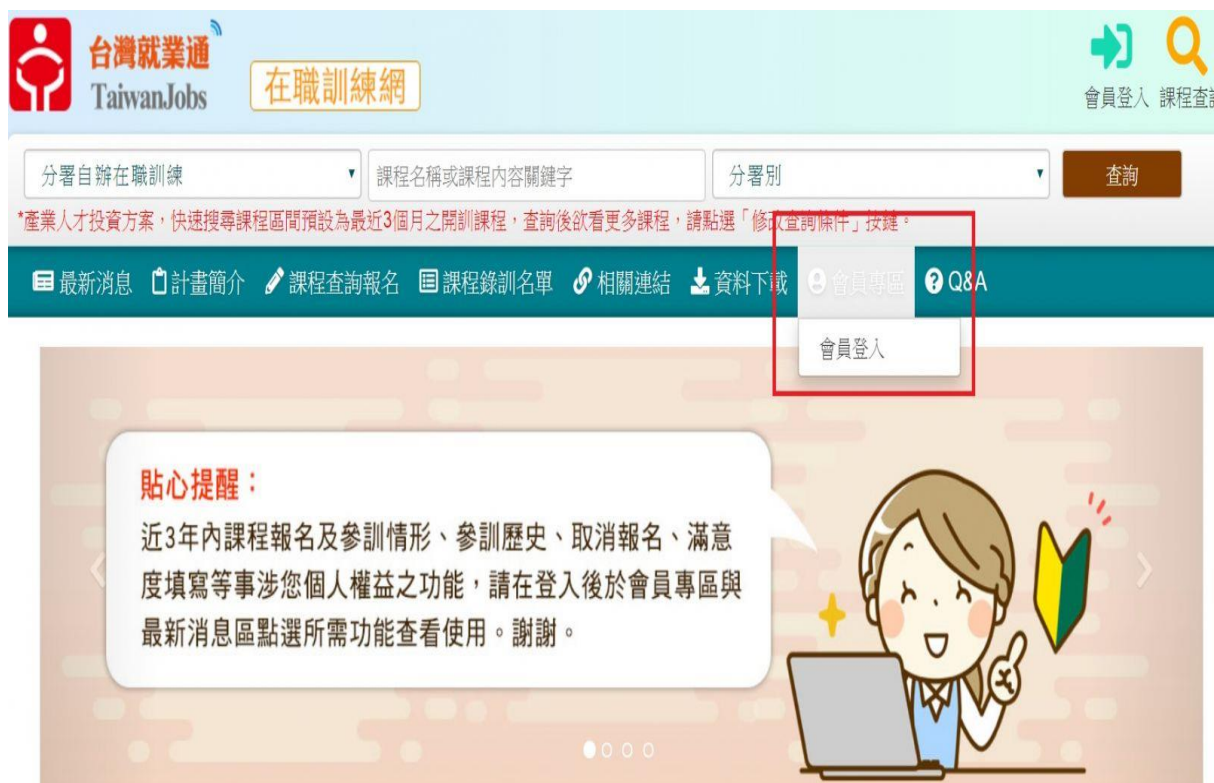 台灣就業通
TaiwanJobs
在職訓練網
會員登入 課程查
分署自辦在職訓練 課程名稱或課程內容關鍵字 分署別 查詢
*產業人才投資方案,快速搜尋課程區間預設為最近3個月之開訓課程,查詢後欲看更多課程,請點選「修改查詢條件」按鍵。
最新消息 計畫簡介 課程查詢報名 課程錄訓名單 相關連結 資料下載 會員專區 Q&A
會員登入
貼心提醒:
近3年內課程報名及參訓情形、參訓歷史、取消報名、滿意
度填寫等事涉您個人權益之功能,請在登入後於會員專區與
最新消息區點選所需功能查看使用。謝謝。